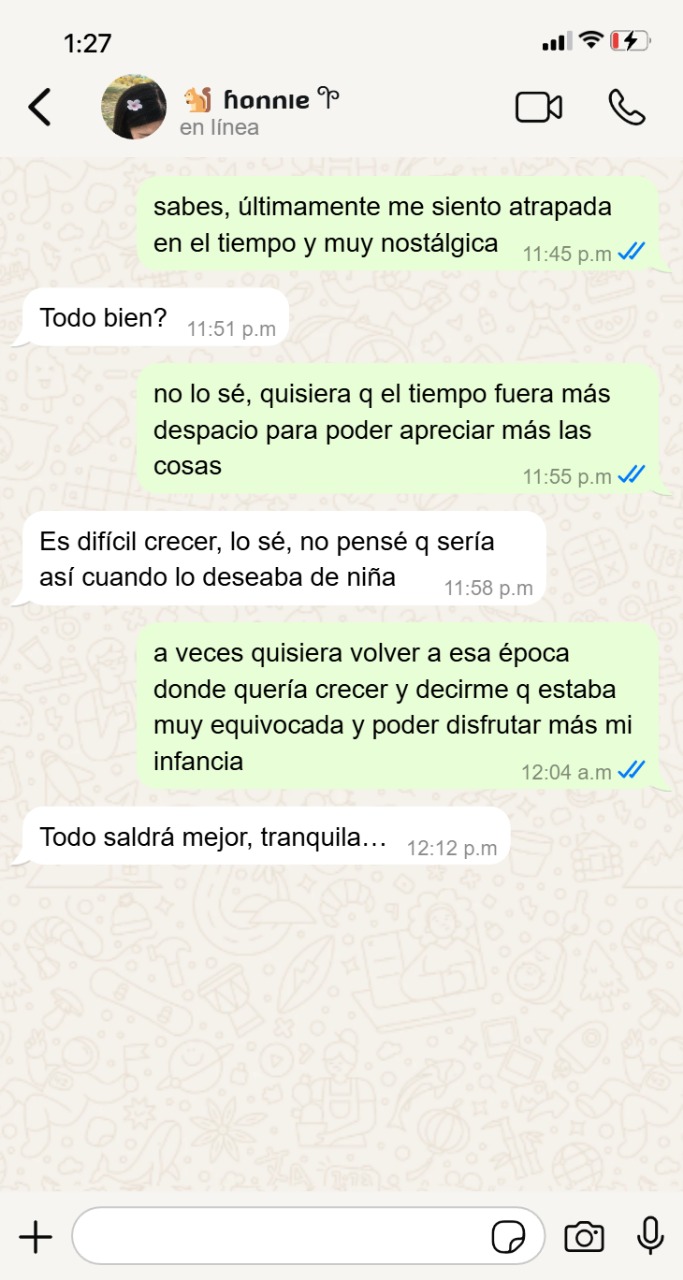 1:27
🐿️ ɦonnιe ♈
en línea
sabes, últimamente me siento atrapada
en el tiempo y muy nostálgica 11:45 p.m
Todo bien? 11:51 p.m
no lo sé, quisiera q el tiempo fuera más
despacio para poder apreciar más las
cosas 11:55 p.m
Es difícil crecer, lo sé, no pensé q sería
así cuando lo deseaba de niña 11:58 p.m
a veces quisiera volver a esa época
donde quería crecer y decirme q estaba
muy equivocada y poder disfrutar más mi
infancia 12:04 a.m
Todo saldrá mejor, tranquila... 12:12 p.m